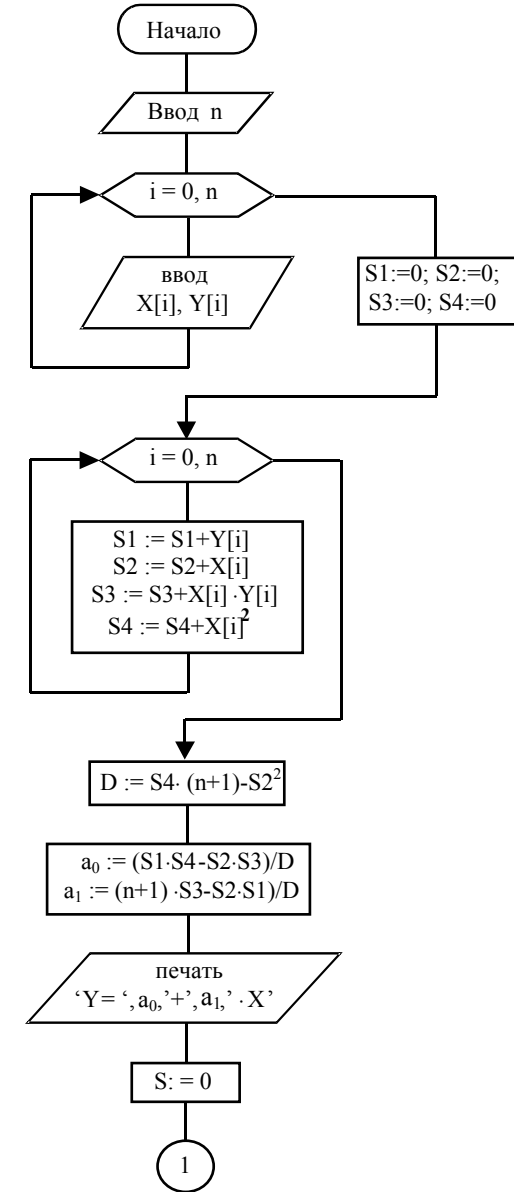 Начало
Ввод n
i = 0, n
ввод
X[i], Y[i]
S1:=0; S2:=0;
S3:=0; S4:=0
i = 0, n
S1 := S1+Y[i]
S2 := S2+X[i]
S3 := S3+X[i] ·Y[i]
S4 := S4+X[i]²
D := S4· (n+1)-S2²
a₀ := (S1·S4-S2·S3)/D
a₁ := (n+1) ·S3-S2·S1)/D
печать
‘Y= ‘, a₀,’+’, a₁,’ · X’
S: = 0
1